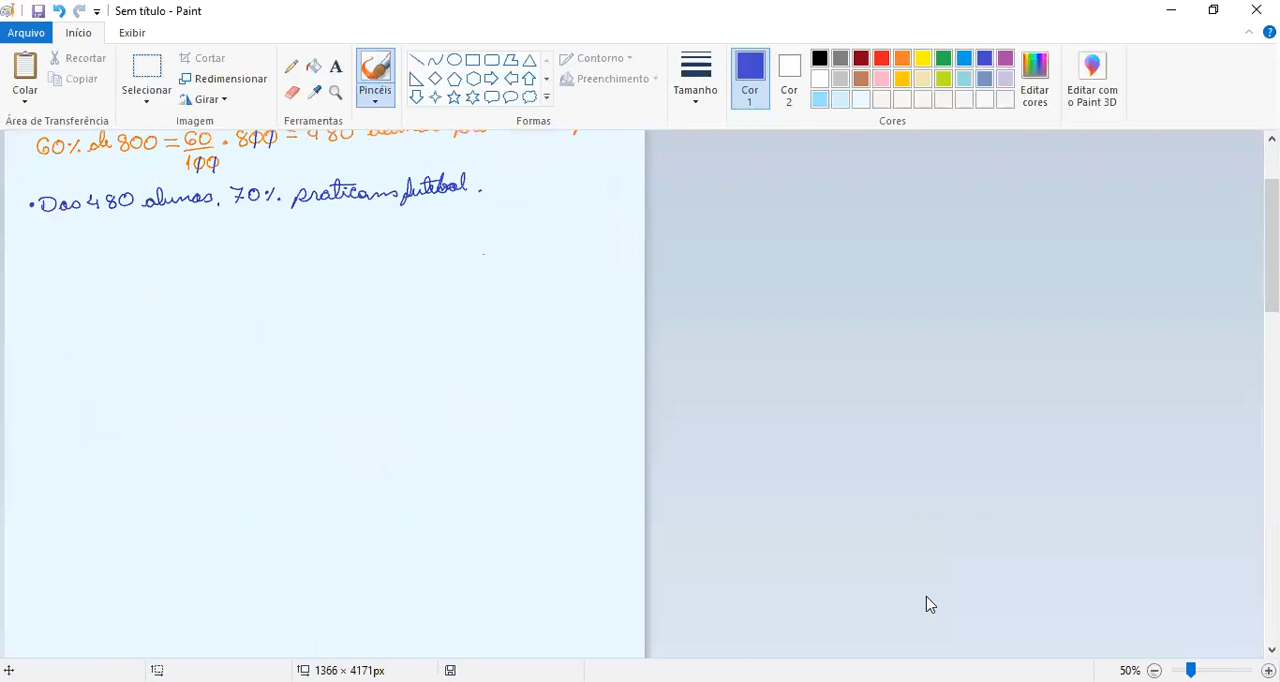 Sem título - Paint
Arquivo Início Exibir
Colar
Recortar
Copiar
Área de Transferência
Selecionar
Cortar
Redimensionar
Girar
Imagem
A
Ferramentas
Pincéis
Contorno
Preenchimento
Formas
Tamanho
Cor 1
Cor 2
Editar cores
Cores
Editar com o Paint 3D
60% de 800 = 60/100 · 800 = 480
• Dos 480 alunos, 70% praticam futebol.
1366 × 4171px
50%